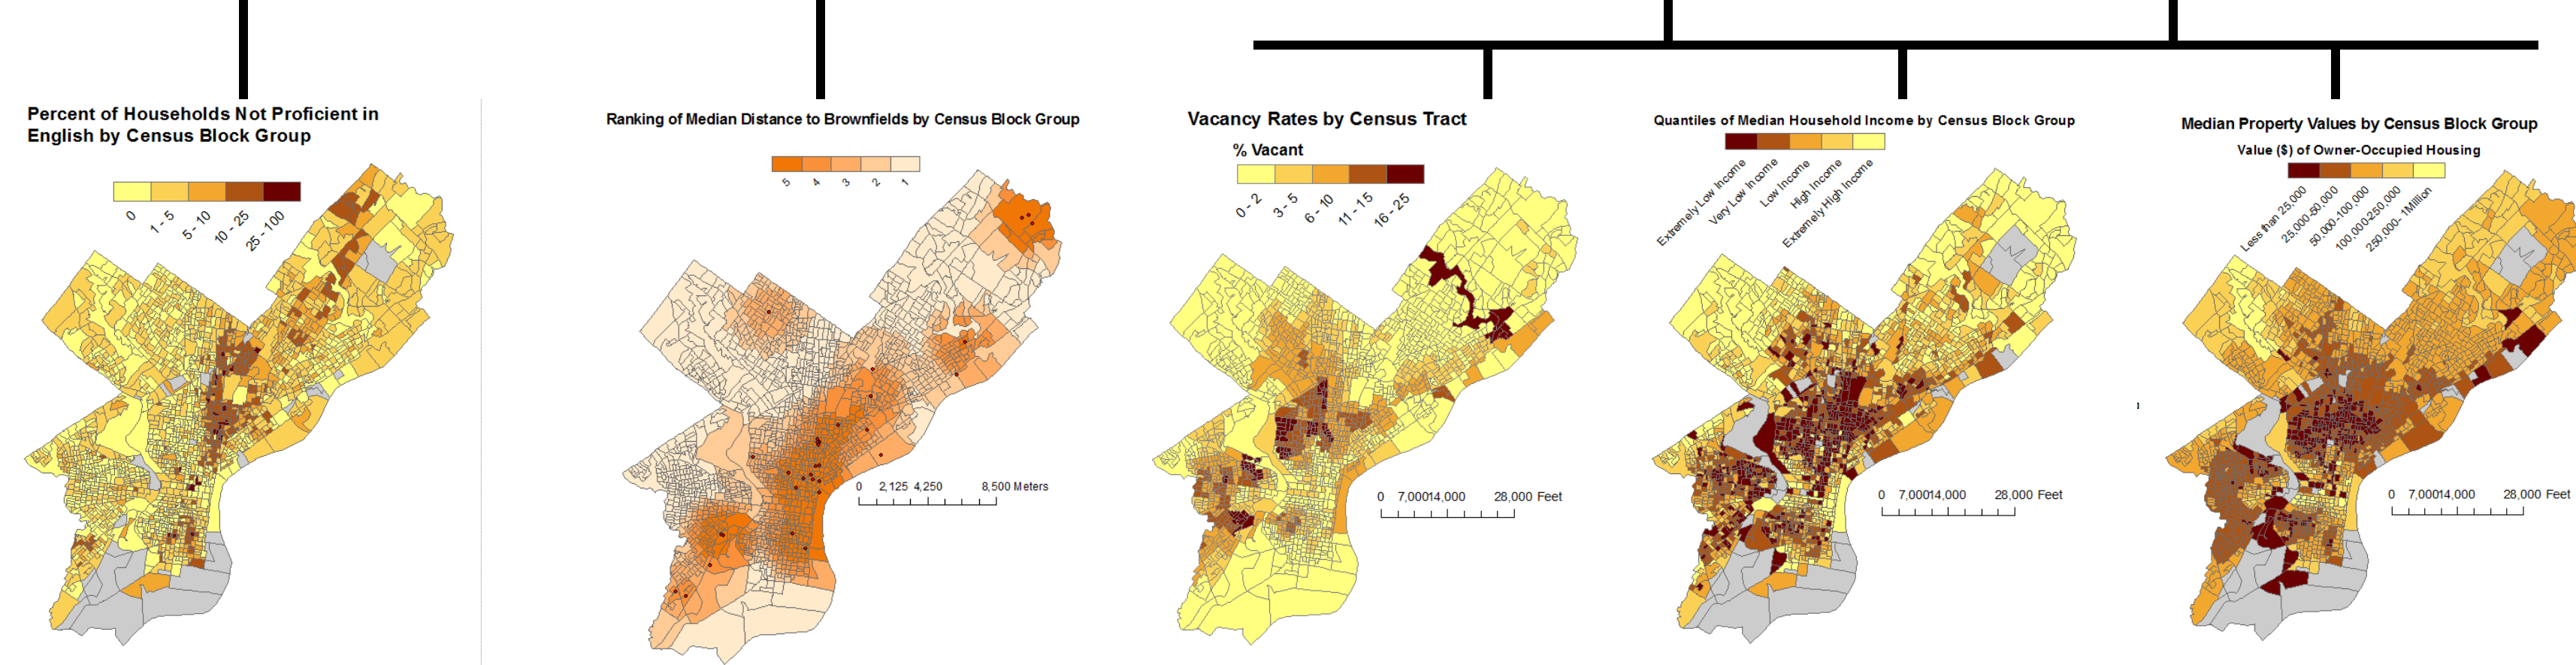 Percent of Households Not Proficient in
English by Census Block Group
0
1 - 5
5 - 10
10 - 25
25 - 100
Ranking of Median Distance to Brownfields by Census Block Group
5
4
3
2
1
0 2,125 4,250 8,500 Meters
Vacancy Rates by Census Tract
% Vacant
0 - 2
3 - 5
6 - 10
11 - 15
16 - 25
0 7,00014,000 28,000 Feet
Quantiles of Median Household Income by Census Block Group
Extremely Low Income
Very Low Income
Low Income
High Income
Extremely High Income
0 7,00014,000 28,000 Feet
Median Property Values by Census Block Group
Value ($) of Owner-Occupied Housing
Less than 25,000
25,000-50,000
50,000-100,000
100,000-250,000
250,000- 1Million
0 7,00014,000 28,000 Feet